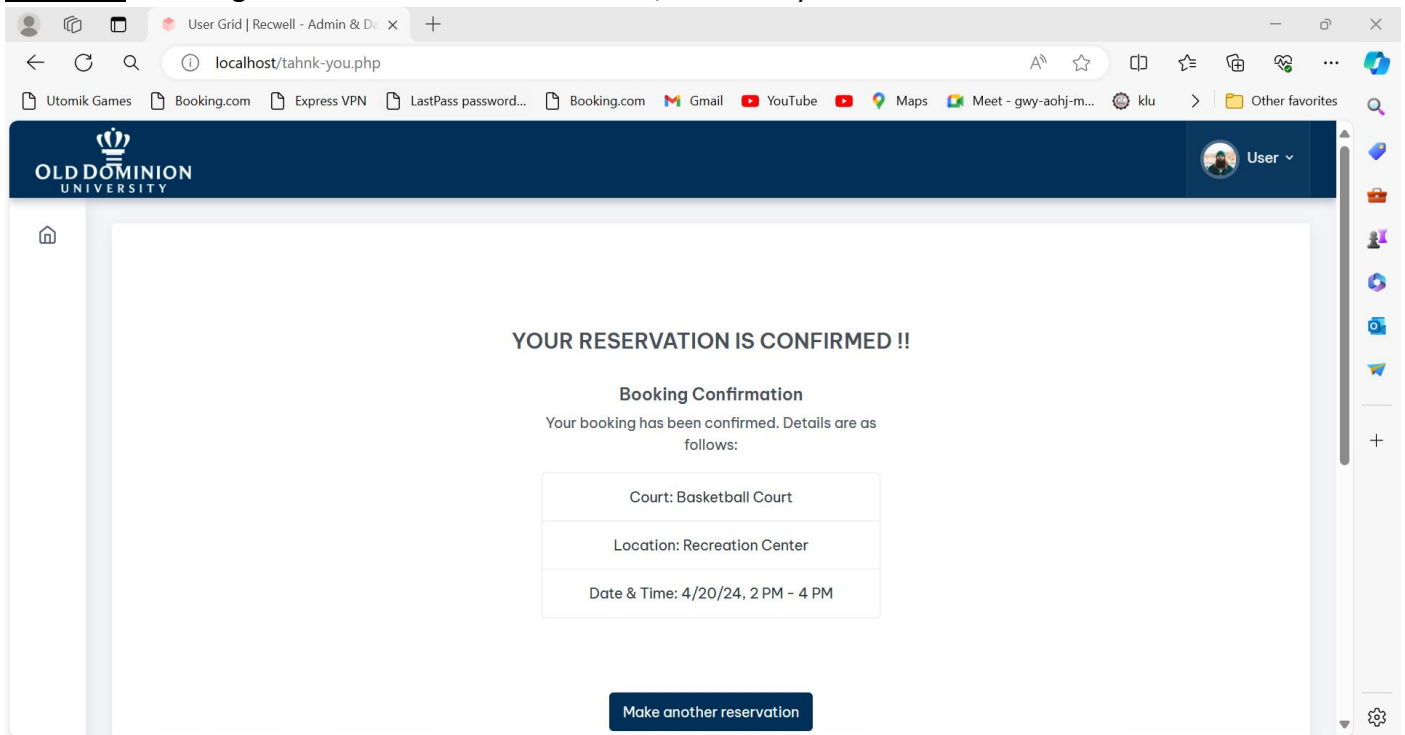 User Grid | Recwell - Admin & Da
localhost/tahnk-you.php
Utomik Games Booking.com Express VPN LastPass password... Booking.com Gmail YouTube Maps Meet - gwy-aohj-m... klu Other favorites
OLD DOMINION
UNIVERSITY
User
YOUR RESERVATION IS CONFIRMED !!
Booking Confirmation
Your booking has been confirmed. Details are as
follows:
Court: Basketball Court
Location: Recreation Center
Date & Time: 4/20/24, 2 PM - 4 PM
Make another reservation